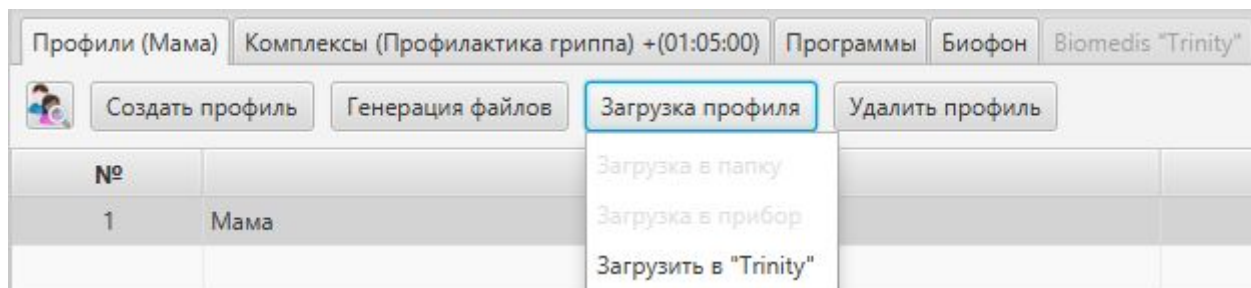 Профили (Мама) Комплексы (Профилактика гриппа) +(01:05:00) Программы Биофон Biomedis "Trinity"
Создать профиль Генерация файлов Загрузка профиля Удалить профиль
№ Загрузка в папку
1 Мама Загрузка в прибор
Загрузить в "Trinity"